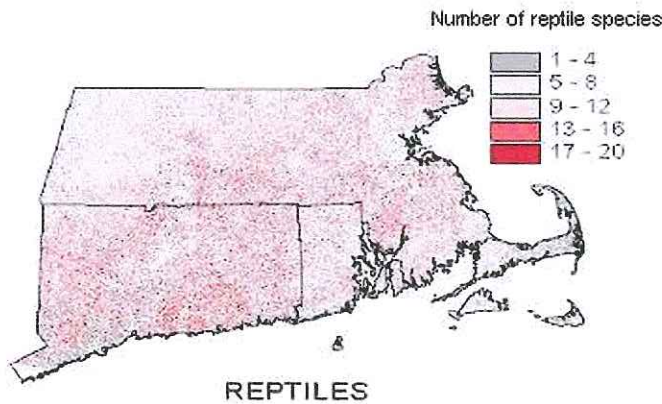 Number of reptile species
1 - 4
5 - 8
9 - 12
13 - 16
17 - 20
REPTILES